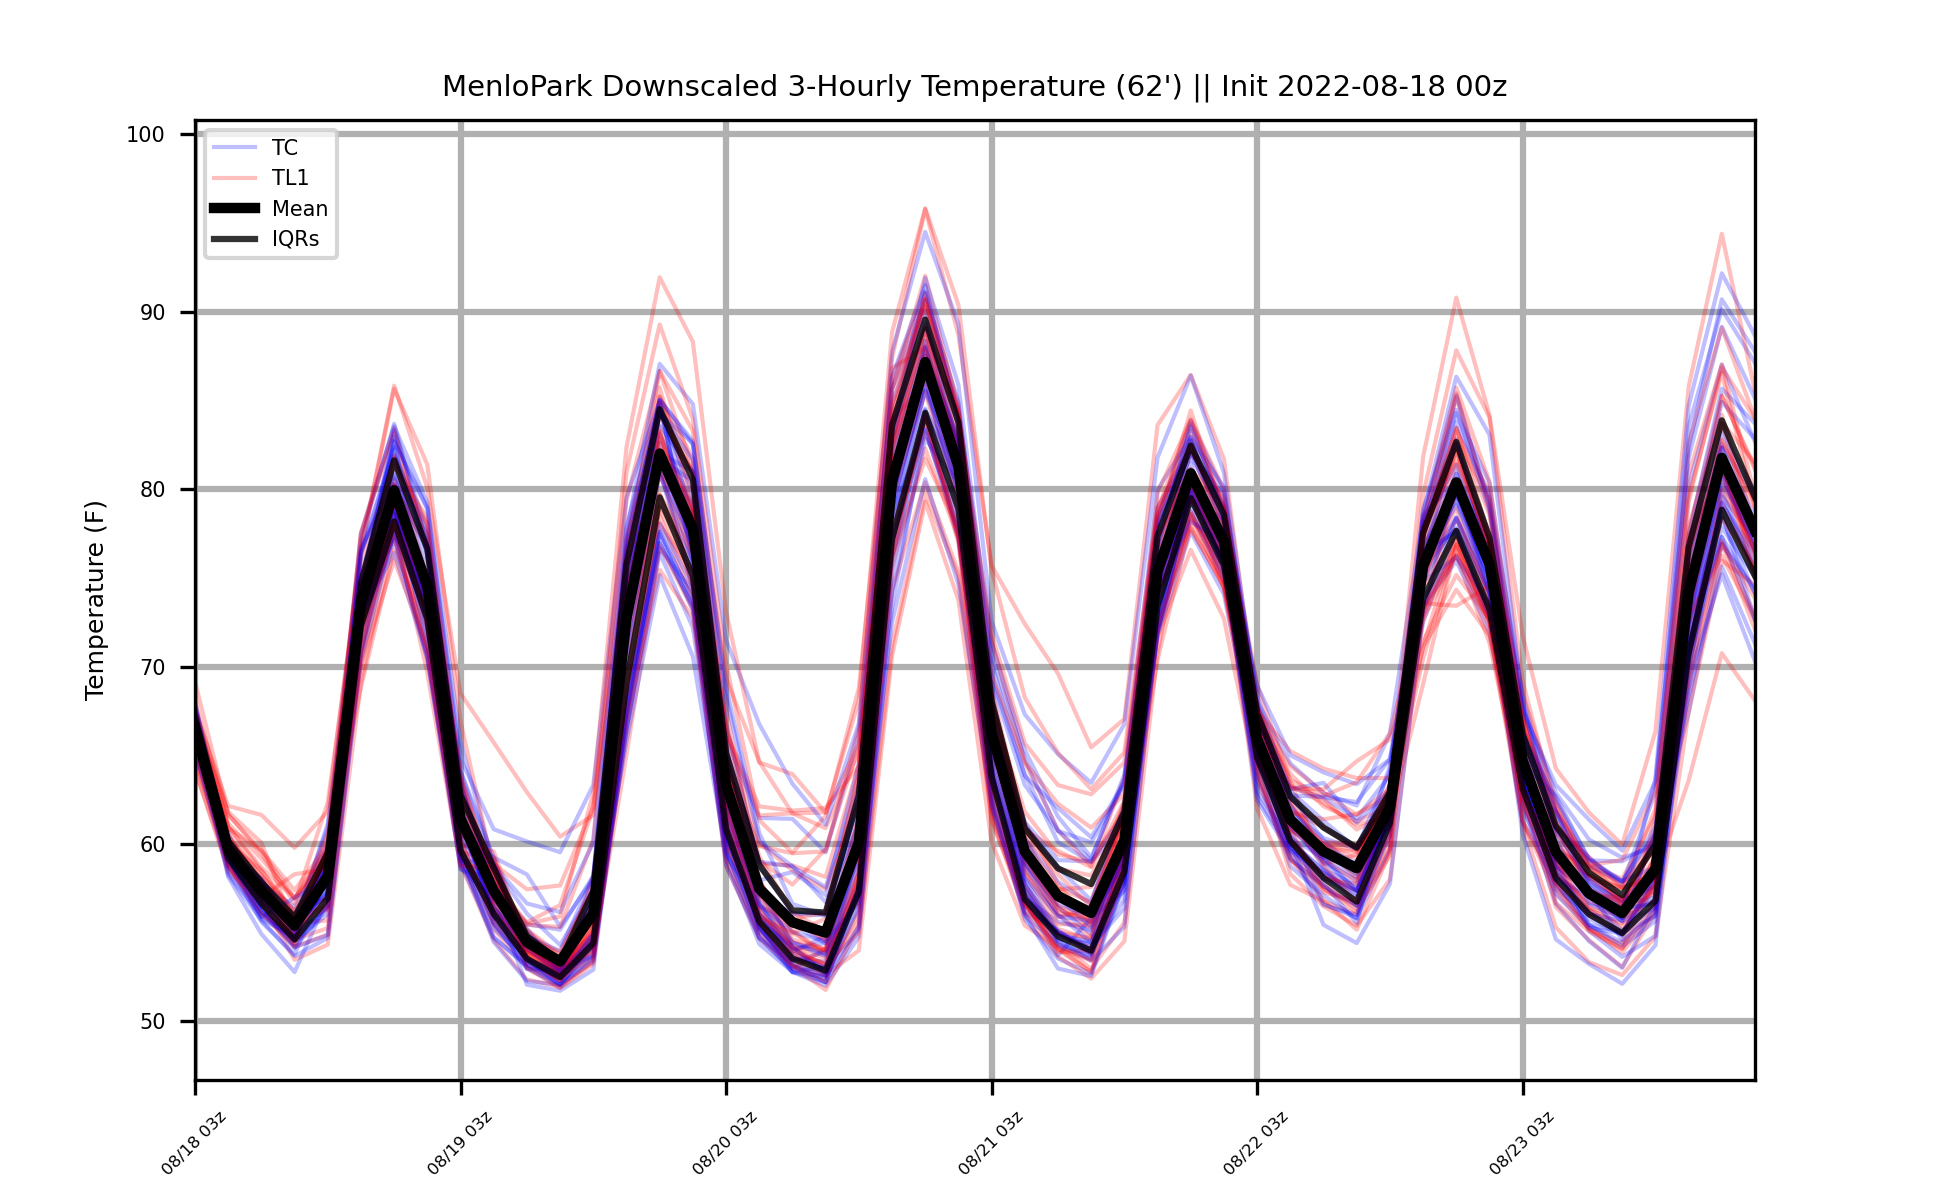 MenloPark Downscaled 3-Hourly Temperature (62') || Init 2022-08-18 00z
TC
TL1
Mean
IQRs
Temperature (F)
100
90
80
70
60
50
08/18 03z
08/19 03z
08/20 03z
08/21 03z
08/22 03z
08/23 03z